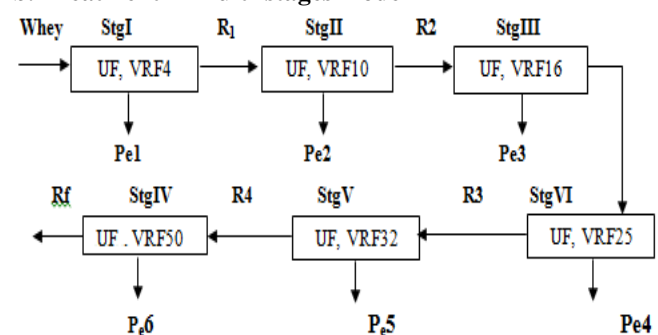 Whey StgI R₁ StgII R2 StgIII
UF, VRF4 UF, VRF10 UF, VRF16
Pe1 Pe2 Pe3
Rf StgIV R4 StgV R3 StgVI
UF . VRF50 UF, VRF32 UF, VRF25
Pₑ6 Pₑ5 Pe4